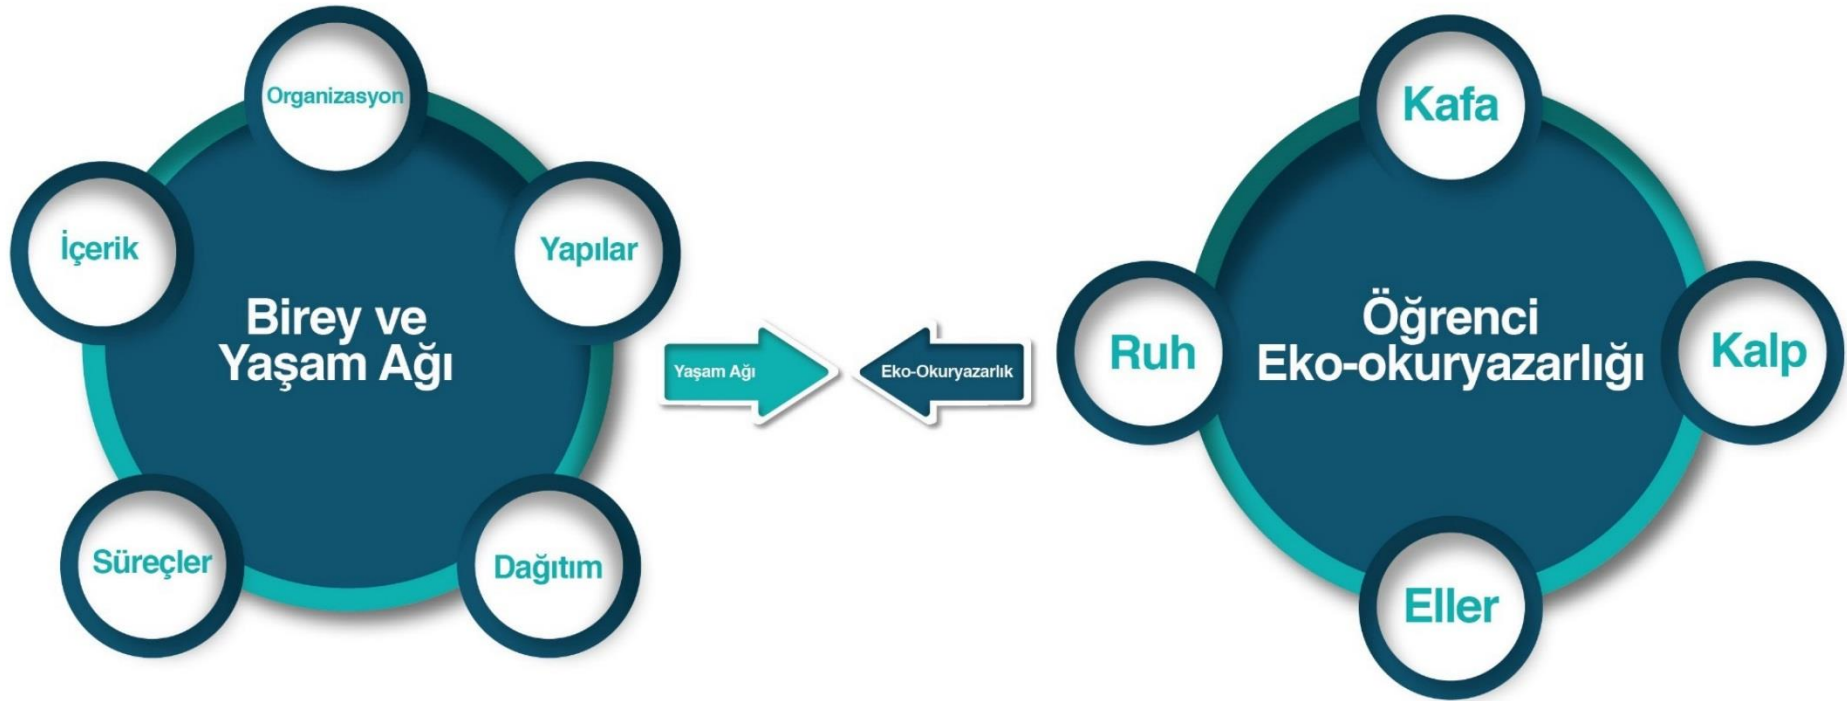 Organizasyon
İçerik
Yapılar
Birey ve
Yaşam Ağı
Süreçler
Dağıtım
Yaşam Ağı
Eko-Okuryazarlık
Kafa
Ruh
Öğrenci
Eko-okuryazarlığı
Kalp
Eller